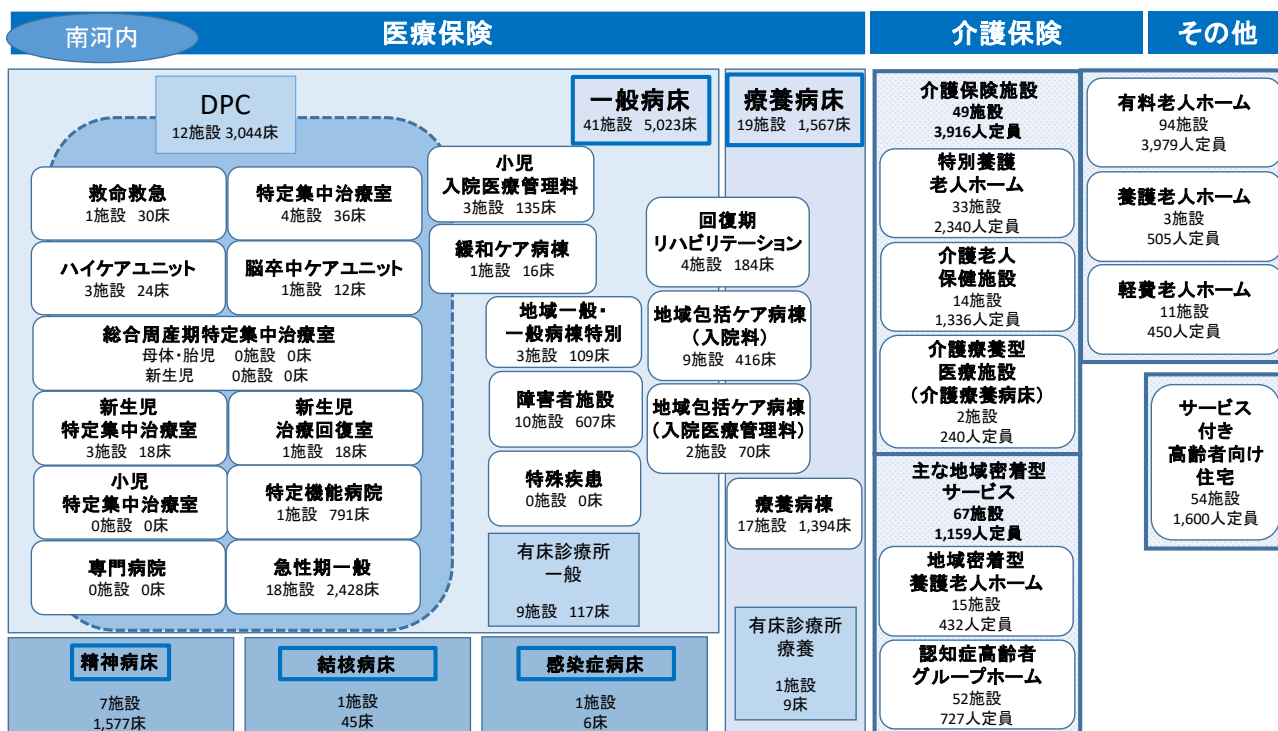 南河内
医療保険
介護保険
その他
DPC
12施設 3,044床
一般病床
41施設 5,023床
療養病床
19施設 1,567床
救命救急
1施設 30床
特定集中治療室
4施設 36床
小児
入院医療管理料
3施設 135床
ハイケアユニット
3施設 24床
脳卒中ケアユニット
1施設 12床
緩和ケア病棟
1施設 16床
回復期
リハビリテーション
4施設 184床
総合周産期特定集中治療室
母体・胎児 0施設 0床
新生児 0施設 0床
地域一般・
一般病棟特別
3施設 109床
地域包括ケア病棟
(入院料)
9施設 416床
新生児
特定集中治療室
3施設 18床
新生児
治療回復室
1施設 18床
障害者施設
10施設 607床
地域包括ケア病棟
(入院医療管理料)
2施設 70床
小児
特定集中治療室
0施設 0床
特定機能病院
1施設 791床
特殊疾患
0施設 0床
療養病棟
17施設 1,394床
専門病院
0施設 0床
急性期一般
18施設 2,428床
有床診療所
一般
9施設 117床
有床診療所
療養
1施設
9床
精神病床
7施設
1,577床
結核病床
1施設
45床
感染症病床
1施設
6床
介護保険施設
49施設
3,916人定員
特別養護
老人ホーム
33施設
2,340人定員
介護老人
保健施設
14施設
1,336人定員
介護療養型
医療施設
(介護療養病床)
2施設
240人定員
主な地域密着型
サービス
67施設
1,159人定員
地域密着型
養護老人ホーム
15施設
432人定員
認知症高齢者
グループホーム
52施設
727人定員
有料老人ホーム
94施設
3,979人定員
養護老人ホーム
3施設
505人定員
軽費老人ホーム
11施設
450人定員
サービス
付き
高齢者向け
住宅
54施設
1,600人定員